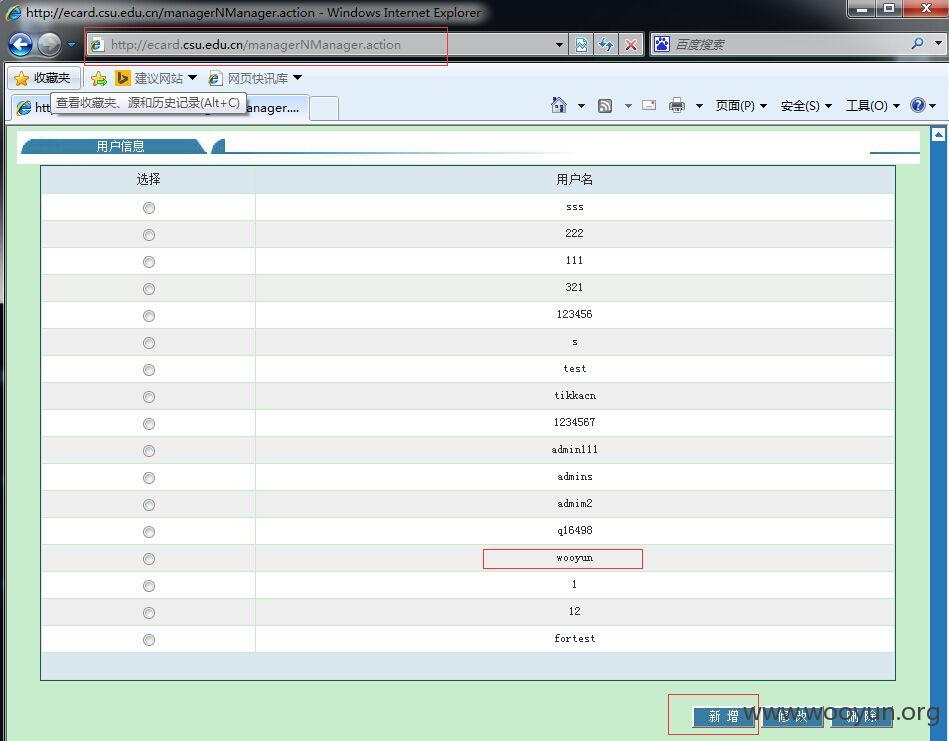 http://ecard.csu.edu.cn/managerNManager.action - Windows Internet Explorer
http://ecard.csu.edu.cn/managerNManager.action 百度搜索
收藏夹 建议网站 网页快讯库
查看收藏夹、源和历史记录(Alt+C)
htt anager.... 页面(P) 安全(S) 工具(O)
用户信息
选择 用户名
sss
222
111
321
123456
s
test
tikkacn
1234567
admin111
admins
admim2
q16498
wooyun
1
12
fortest
新 增 修 改 删 除
www.wooyun.org